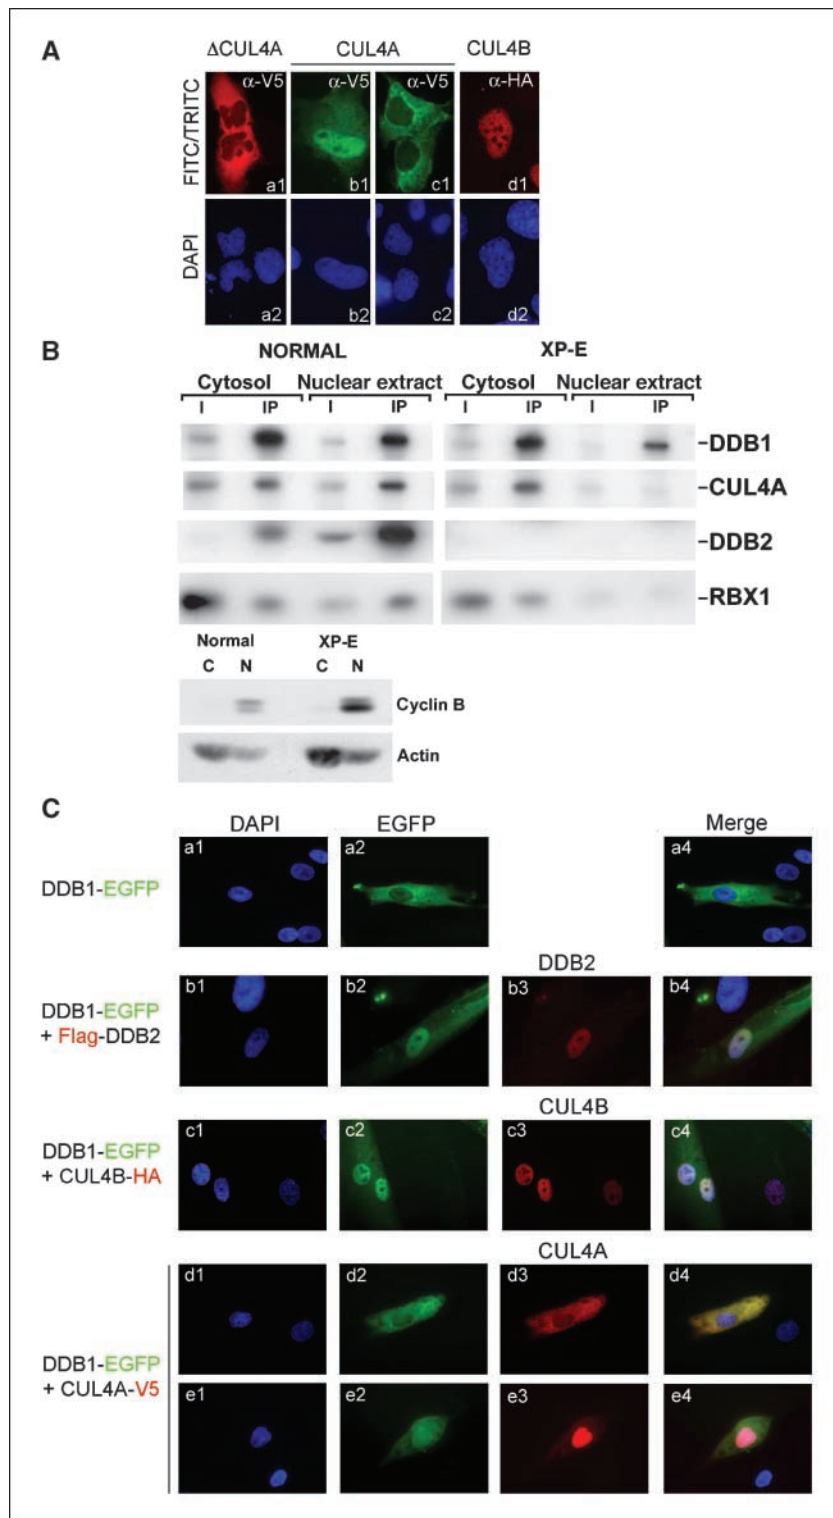 A
ΔCUL4A CUL4A CUL4B
FITC/TRITC
α-V5 α-V5 α-V5 α-HA
a1 b1 c1 d1
DAPI
a2 b2 c2 d2
B
NORMAL XP-E
Cytosol Nuclear extract Cytosol Nuclear extract
I IP I IP I IP I IP
-DDB1
-CUL4A
-DDB2
-RBX1
Normal XP-E
C N C N
Cyclin B
Actin
C
DAPI EGFP Merge
a1 a2 a4
DDB1-EGFP
DDB2
b1 b2 b3 b4
DDB1-EGFP
+ Flag-DDB2
CUL4B
c1 c2 c3 c4
DDB1-EGFP
+ CUL4B-HA
CUL4A
d1 d2 d3 d4
DDB1-EGFP
+ CUL4A-V5
e1 e2 e3 e4